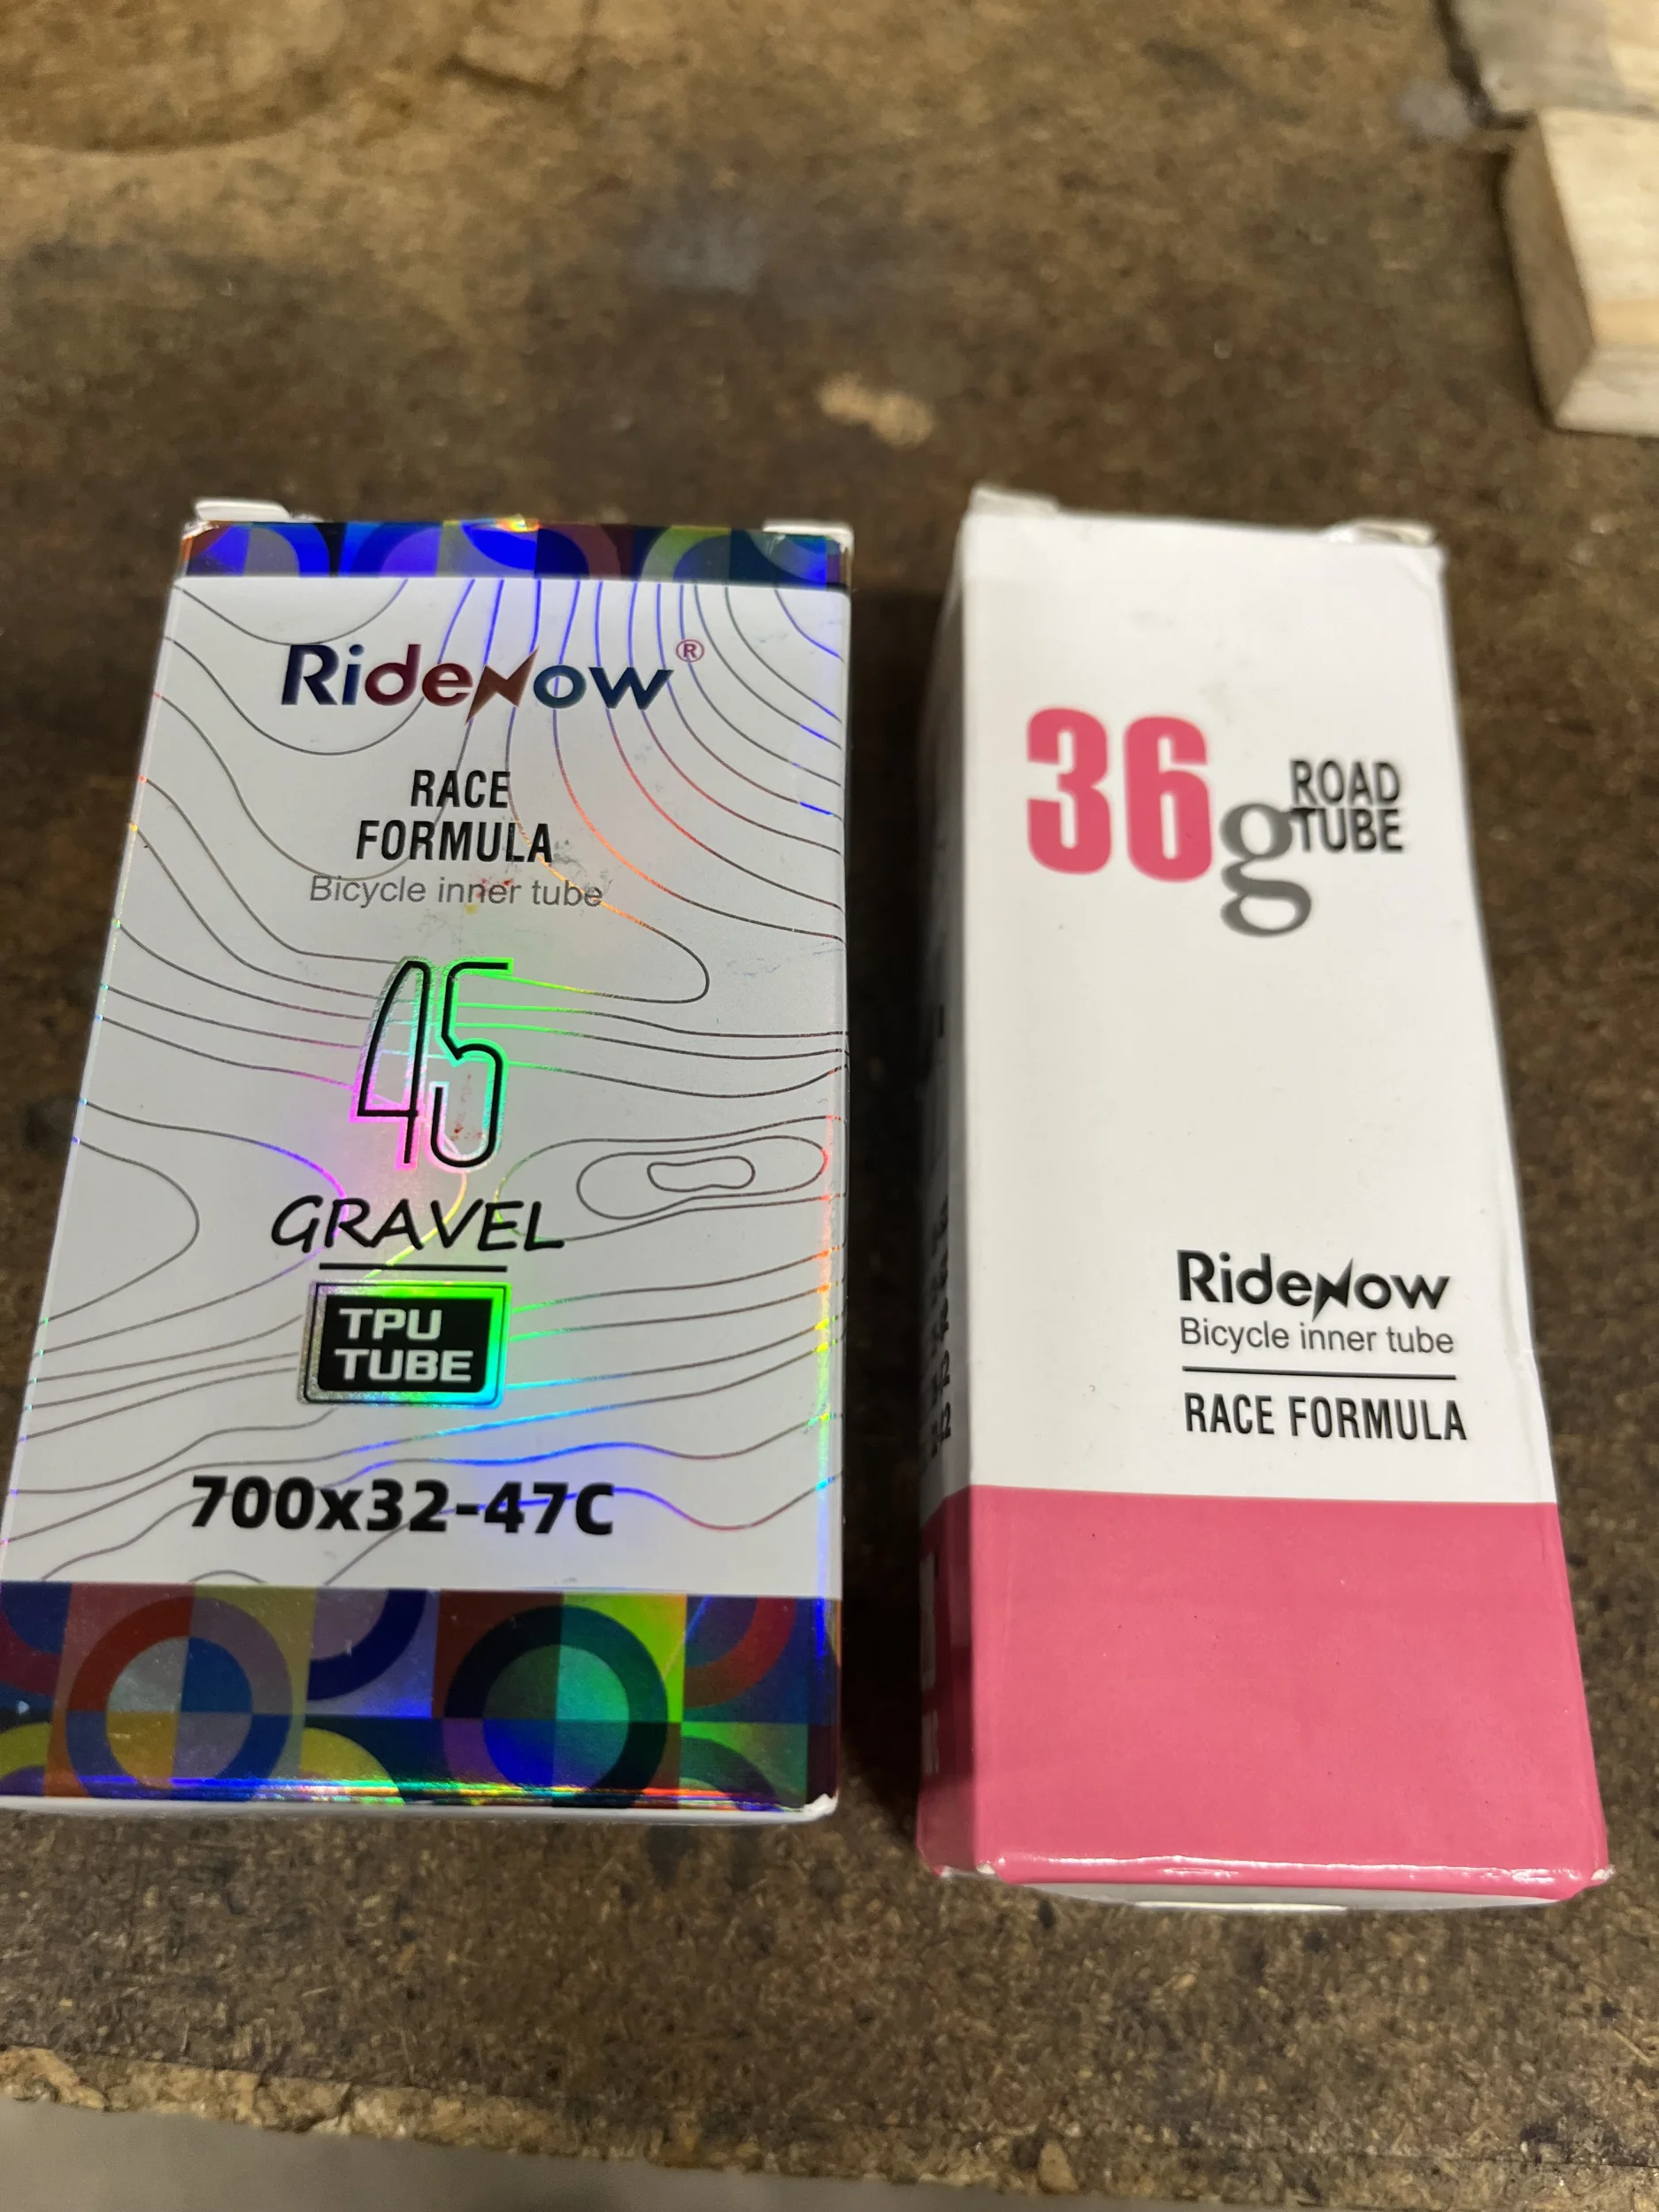 RideNow®
RACE
FORMULA
Bicycle inner tube
45
GRAVEL
TPU
TUBE
700x32-47C
36g
ROAD
TUBE
RideNow
Bicycle inner tube
RACE FORMULA